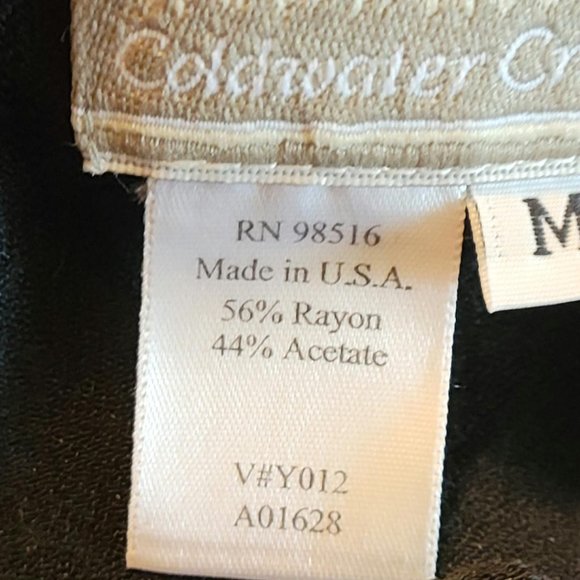 Coldwater Cr
M
RN 98516
Made in U.S.A.
56% Rayon
44% Acetate
V#Y012
A01628